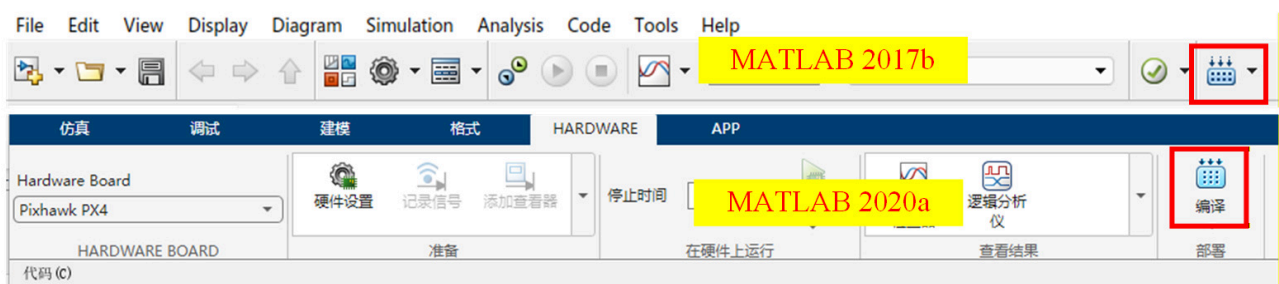 File Edit View Display Diagram Simulation Analysis Code Tools Help
MATLAB 2017b
仿真 调试 建模 格式 HARDWARE APP
Hardware Board
Pixhawk PX4
硬件设置 记录信号 添加查看器
停止时间
MATLAB 2020a
逻辑分析
仪
编译
HARDWARE BOARD 准备 在硬件上运行 查看结果 部署
代码(C)